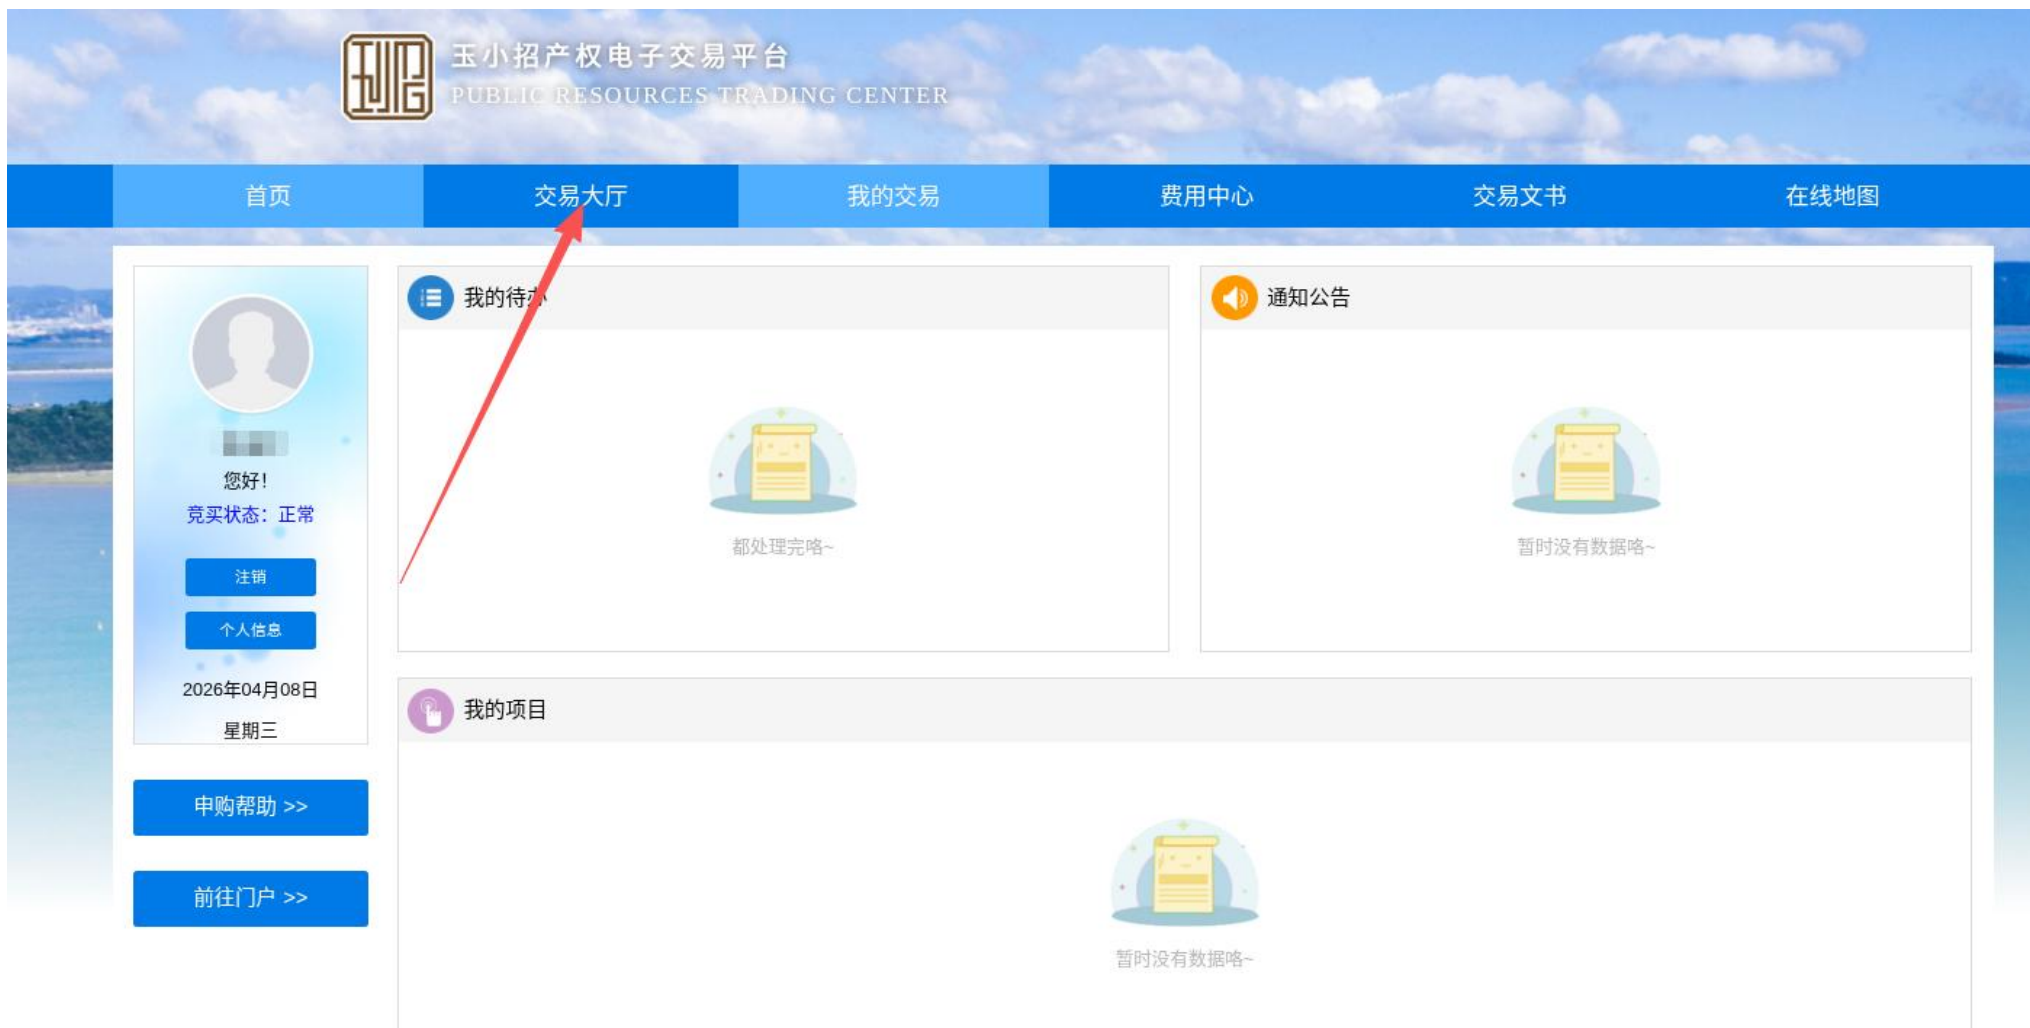 玉小招产权电子交易平台
PUBLIC RESOURCES TRADING CENTER
首页
交易大厅
我的交易
费用中心
交易文书
在线地图
您好!
竞买状态：正常
注销
个人信息
2026年04月08日
星期三
申购帮助 >>
前往门户 >>
我的待办
都处理完咯~
通知公告
暂时没有数据咯~
我的项目
暂时没有数据咯~